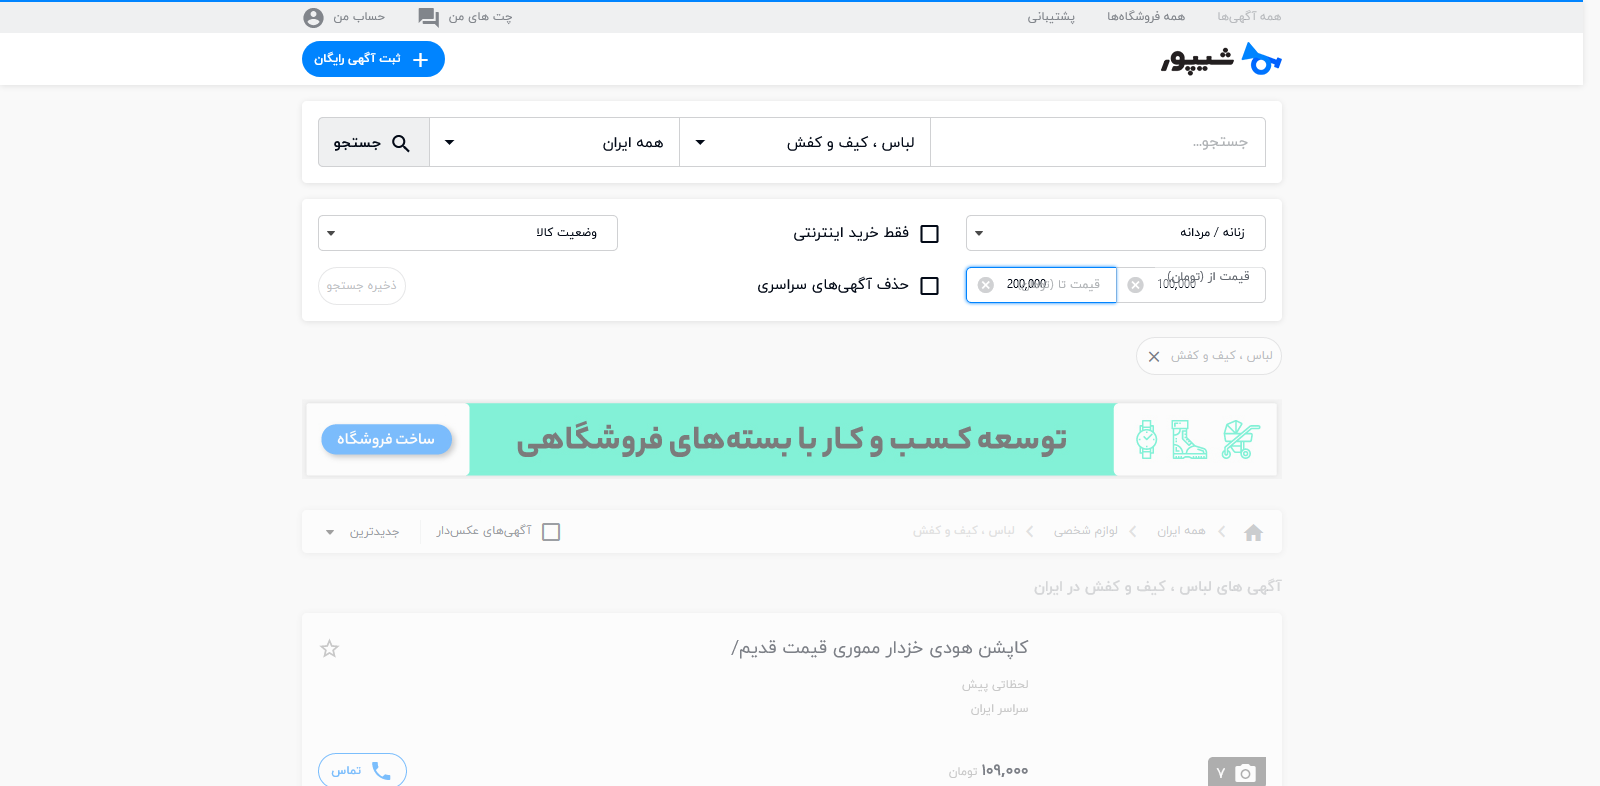 همه آگهی‌ها
همه فروشگاه‌ها
پشتیبانی
چت های من
حساب من
شیپور
ثبت آگهی رایگان
جستجو...
لباس ، کیف و کفش
همه ایران
جستجو
زنانه / مردانه
فقط خرید اینترنتی
وضعیت کالا
قیمت از (تومان)
100,000
قیمت تا (تومان)
200,000
حذف آگهی‌های سراسری
ذخیره جستجو
لباس ، کیف و کفش
توسعه کسب و کار با بسته‌های فروشگاهی
ساخت فروشگاه
همه ایران
لوازم شخصی
لباس ، کیف و کفش
آگهی‌های عکس‌دار
جدیدترین
آگهی های لباس ، کیف و کفش در ایران
کاپشن هودی خزدار مموری قیمت قدیم/
لحظاتی پیش
سراسر ایران
۷
۱۰۹,۰۰۰ تومان
تماس